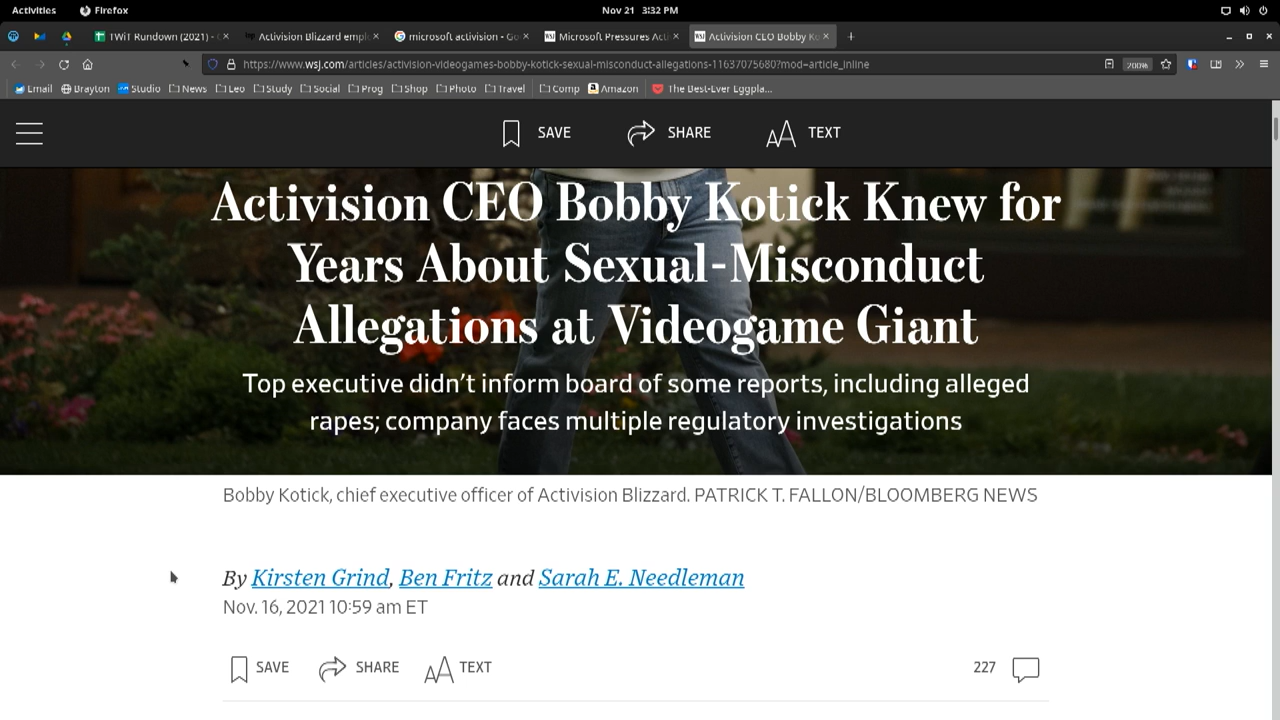 Activities Firefox Nov 21 3:32 PM
TWiT Rundown (2021) - Activision Blizzard empl microsoft activision - Go Microsoft Pressures Acti WSJ Activision CEO Bobby Ko
https://www.wsj.com/articles/activision-videogames-bobby-kotick-sexual-misconduct-allegations-11637075680?mod=article_inline 200%
Email Brayton Studio News Leo Study Social Prog Shop Photo Travel Comp Amazon The Best-Ever Eggpla...
SAVE SHARE TEXT
Activision CEO Bobby Kotick Knew for
Years About Sexual-Misconduct
Allegations at Videogame Giant
Top executive didn't inform board of some reports, including alleged
rapes; company faces multiple regulatory investigations
Bobby Kotick, chief executive officer of Activision Blizzard. PATRICK T. FALLON/BLOOMBERG NEWS
By Kirsten Grind, Ben Fritz and Sarah E. Needleman
Nov. 16, 2021 10:59 am ET
SAVE SHARE TEXT 227